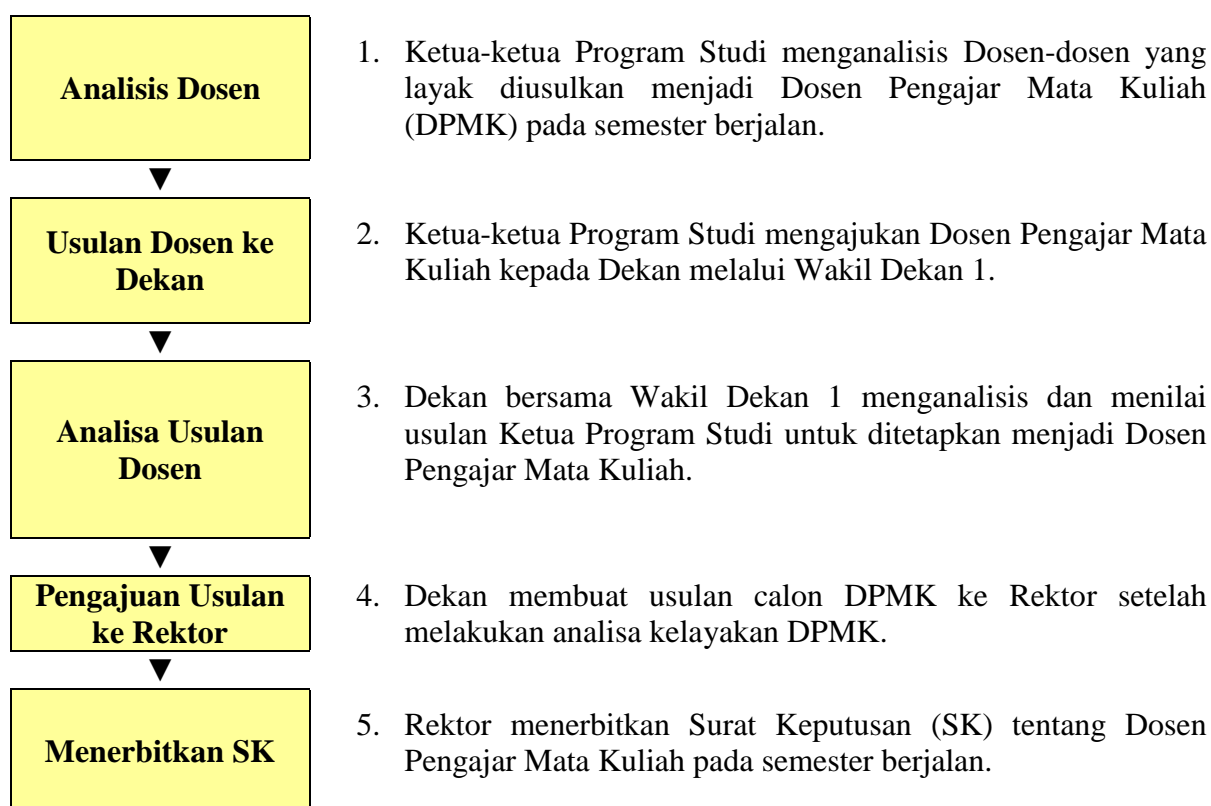 Analisis Dosen
1. Ketua-ketua Program Studi menganalisis Dosen-dosen yang
layak diusulkan menjadi Dosen Pengajar Mata Kuliah
(DPMK) pada semester berjalan.
Usulan Dosen ke
Dekan
2. Ketua-ketua Program Studi mengajukan Dosen Pengajar Mata
Kuliah kepada Dekan melalui Wakil Dekan 1.
Analisa Usulan
Dosen
3. Dekan bersama Wakil Dekan 1 menganalisis dan menilai
usulan Ketua Program Studi untuk ditetapkan menjadi Dosen
Pengajar Mata Kuliah.
Pengajuan Usulan
ke Rektor
4. Dekan membuat usulan calon DPMK ke Rektor setelah
melakukan analisa kelayakan DPMK.
Menerbitkan SK
5. Rektor menerbitkan Surat Keputusan (SK) tentang Dosen
Pengajar Mata Kuliah pada semester berjalan.